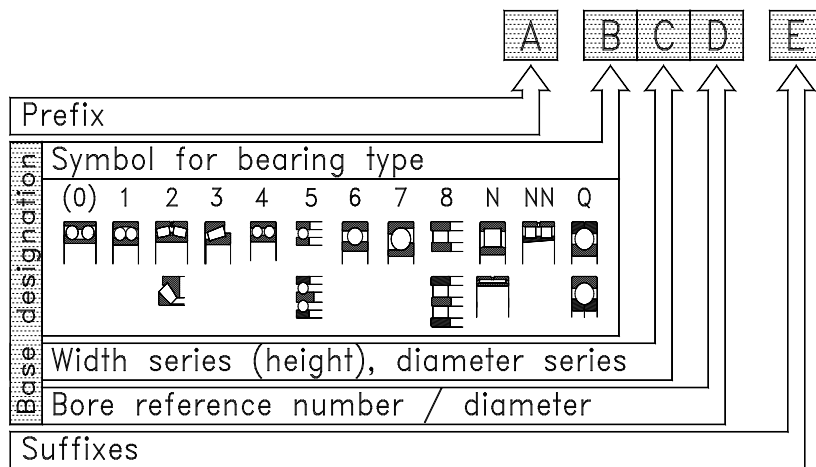 A B C D E
Prefix
Base designation
Symbol for bearing type
(0) 1 2 3 4 5 6 7 8 N NN Q
Width series (height), diameter series
Bore reference number / diameter
Suffixes